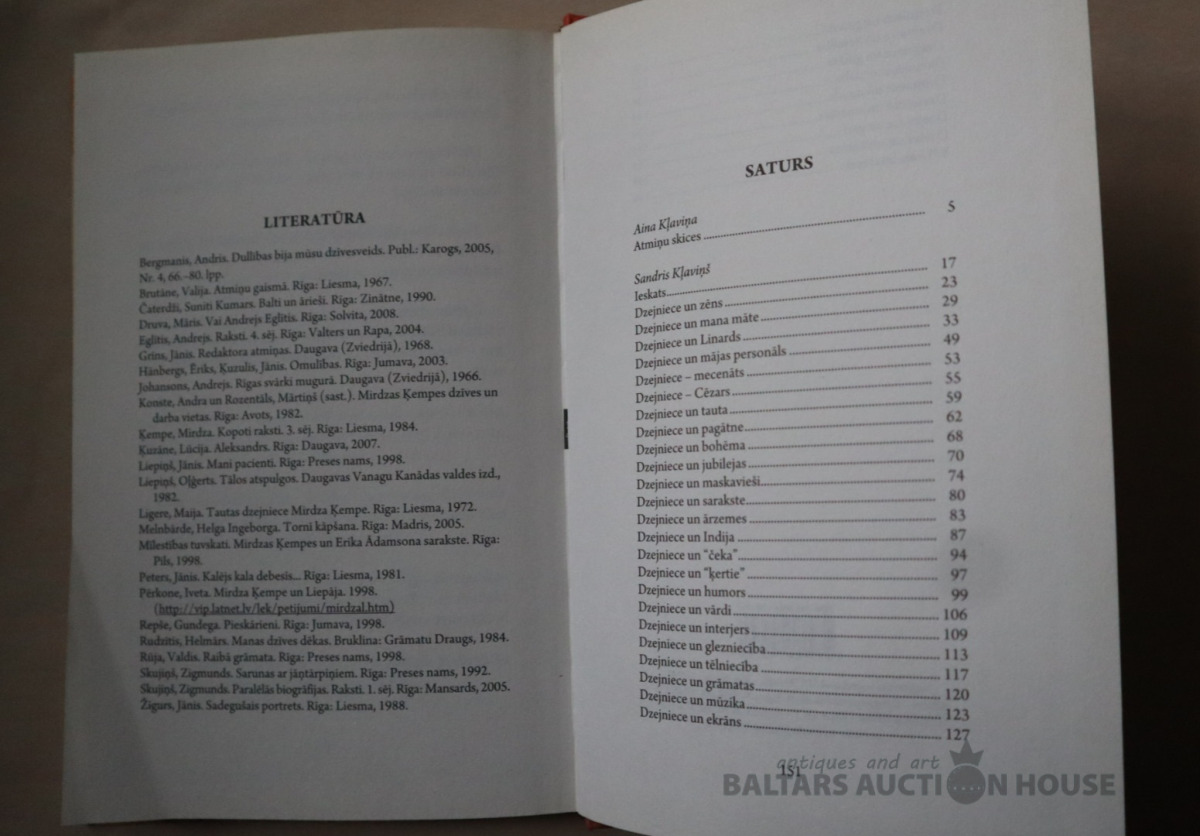 LITERATŪRA
Bergmanis, Andris. Dullības bija mūsu dzīvesveids. Publ.: Karogs, 2005,
Nr. 4, 66.–80. lpp.
Brutāne, Valija. Atmiņu gaismā. Rīga: Liesma, 1967.
Čaterdži, Suniti Kumars. Balti un ārieši. Rīga: Zinātne, 1990.
Druva, Māris. Vai Andrejs Eglītis. Rīga: Solvita, 2008.
Eglītis, Andrejs. Raksti. 4. sēj. Rīga: Valters un Rapa, 2004.
Grīns, Jānis. Redaktora atmiņas. Daugava (Zviedrijā), 1968.
Hānbergs, Ēriks, Ķuzulis, Jānis. Omulības. Rīga: Jumava, 2003.
Johansons, Andrejs. Rīgas svārki mugurā. Daugava (Zviedrijā), 1966.
Konste, Andra un Rozentāls, Mārtiņš (sast.). Mirdzas Ķempes dzīves un
darba vietas. Rīga: Avots, 1982.
Ķempe, Mirdza. Kopoti raksti. 3. sēj. Rīga: Liesma, 1984.
Ķuzāne, Lūcija. Aleksandrs. Rīga: Daugava, 2007.
Liepiņš, Jānis. Mani pacienti. Rīga: Preses nams, 1998.
Liepiņš, Oļģerts. Tālos atspulgos. Daugavas Vanagu Kanādas valdes izd.,
1982.
Ligere, Maija. Tautas dzejniece Mirdza Ķempe. Rīga: Liesma, 1972.
Melnbārde, Helga Ingeborga. Tornī kāpšana. Rīga: Madris, 2005.
Mīlestības tuvskati. Mirdzas Ķempes un Erika Ādamsona sarakste. Rīga:
Pils, 1998.
Peters, Jānis. Kalējs kala debesīs... Rīga: Liesma, 1981.
Pērkone, Iveta. Mirdza Ķempe un Liepāja. 1998.
(http://vip.latnet.lv/lek/petijumi/mirdzal.htm)
Repše, Gundega. Pieskārieni. Rīga: Jumava, 1998.
Rudzītis, Helmārs. Manas dzīves dēkas. Bruklina: Grāmatu Draugs, 1984.
Rūja, Valdis. Raibā grāmata. Rīga: Preses nams, 1998.
Skujiņš, Zigmunds. Sarunas ar jāņtārpiņiem. Rīga: Preses nams, 1992.
Skujiņš, Zigmunds. Paralēlās biogrāfijas. Raksti. 1. sēj. Rīga: Mansards, 2005.
Žīgurs, Jānis. Sadegušais portrets. Rīga: Liesma, 1988.
SATURS
Aina Kļaviņa
Atmiņu skices ........ 5
Sandris Kļaviņš
Ieskats ........ 17
Dzejniece un zēns ........ 23
Dzejniece un mana māte ........ 29
Dzejniece un Linards ........ 33
Dzejniece un mājas personāls ........ 49
Dzejniece – mecenāts ........ 53
Dzejniece – Cēzars ........ 55
Dzejniece un tauta ........ 59
Dzejniece un pagātne ........ 62
Dzejniece un bohēma ........ 68
Dzejniece un jubilejas ........ 70
Dzejniece un maskavieši ........ 74
Dzejniece un sarakste ........ 80
Dzejniece un ārzemes ........ 83
Dzejniece un Indija ........ 87
Dzejniece un "čeka" ........ 94
Dzejniece un "ķertie" ........ 97
Dzejniece un humors ........ 99
Dzejniece un vārdi ........ 106
Dzejniece un interjers ........ 109
Dzejniece un glezniecība ........ 113
Dzejniece un tēlniecība ........ 117
Dzejniece un grāmatas ........ 120
Dzejniece un mūzika ........ 123
Dzejniece un ekrāns ........ 127
151
antiques and art
BALTARS AUCTION HOUSE